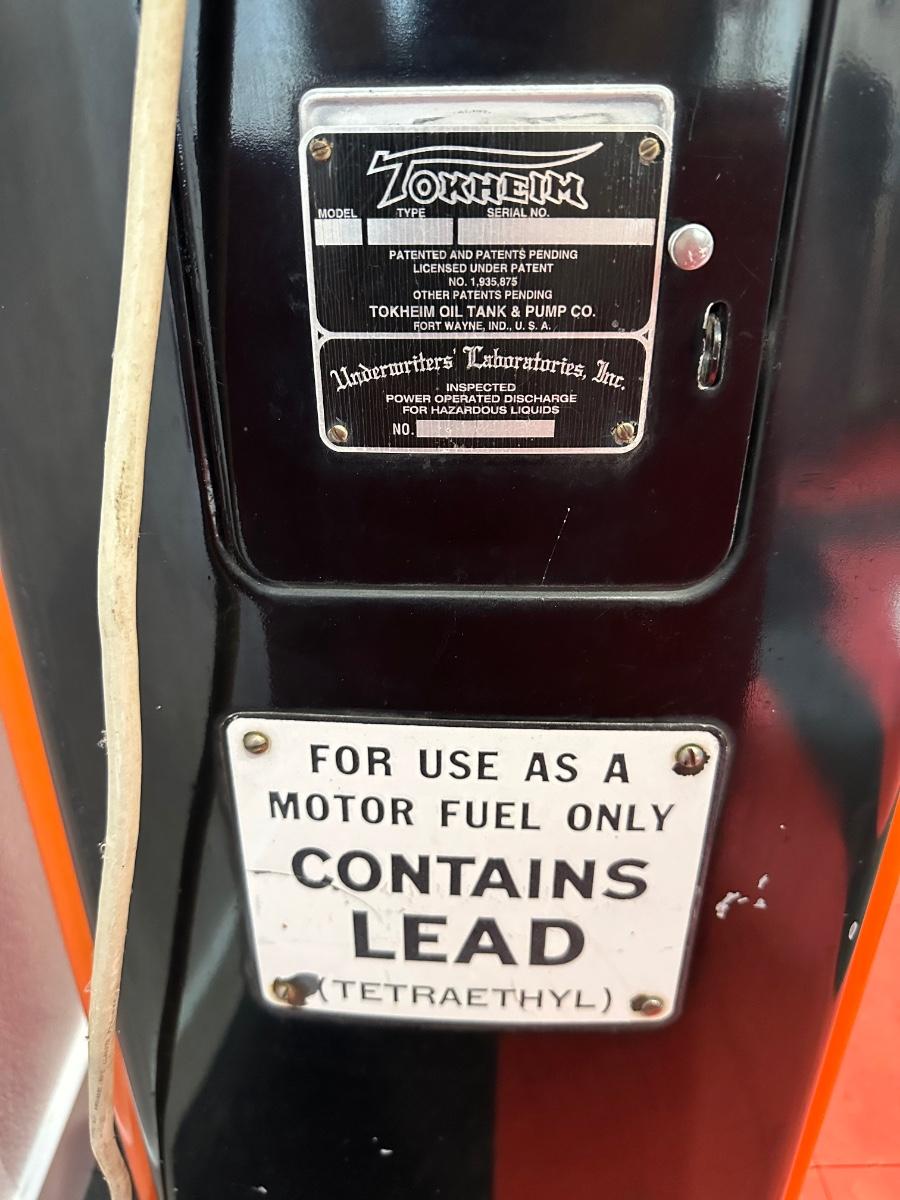 TOKHEIM
MODEL TYPE SERIAL NO.
PATENTED AND PATENTS PENDING
LICENSED UNDER PATENT
NO. 1,935,875
OTHER PATENTS PENDING
TOKHEIM OIL TANK & PUMP CO.
FORT WAYNE, IND., U. S. A.
Underwriters' Laboratories, Inc.
INSPECTED
POWER OPERATED DISCHARGE
FOR HAZARDOUS LIQUIDS
NO.
FOR USE AS A
MOTOR FUEL ONLY
CONTAINS
LEAD
(TETRAETHYL)